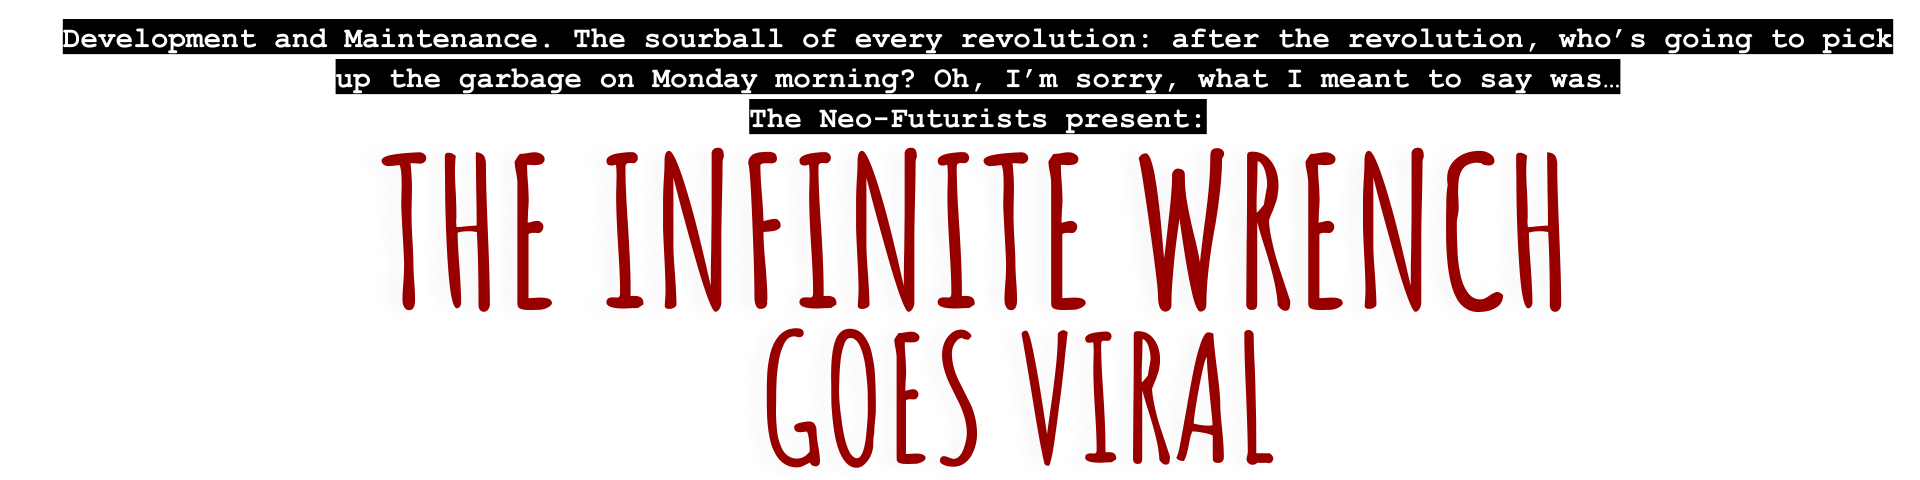 Development and Maintenance. The sourball of every revolution: after the revolution, who’s going to pick
up the garbage on Monday morning? Oh, I’m sorry, what I meant to say was…
The Neo-Futurists present:
THE INFINITE WRENCH
GOES VIRAL